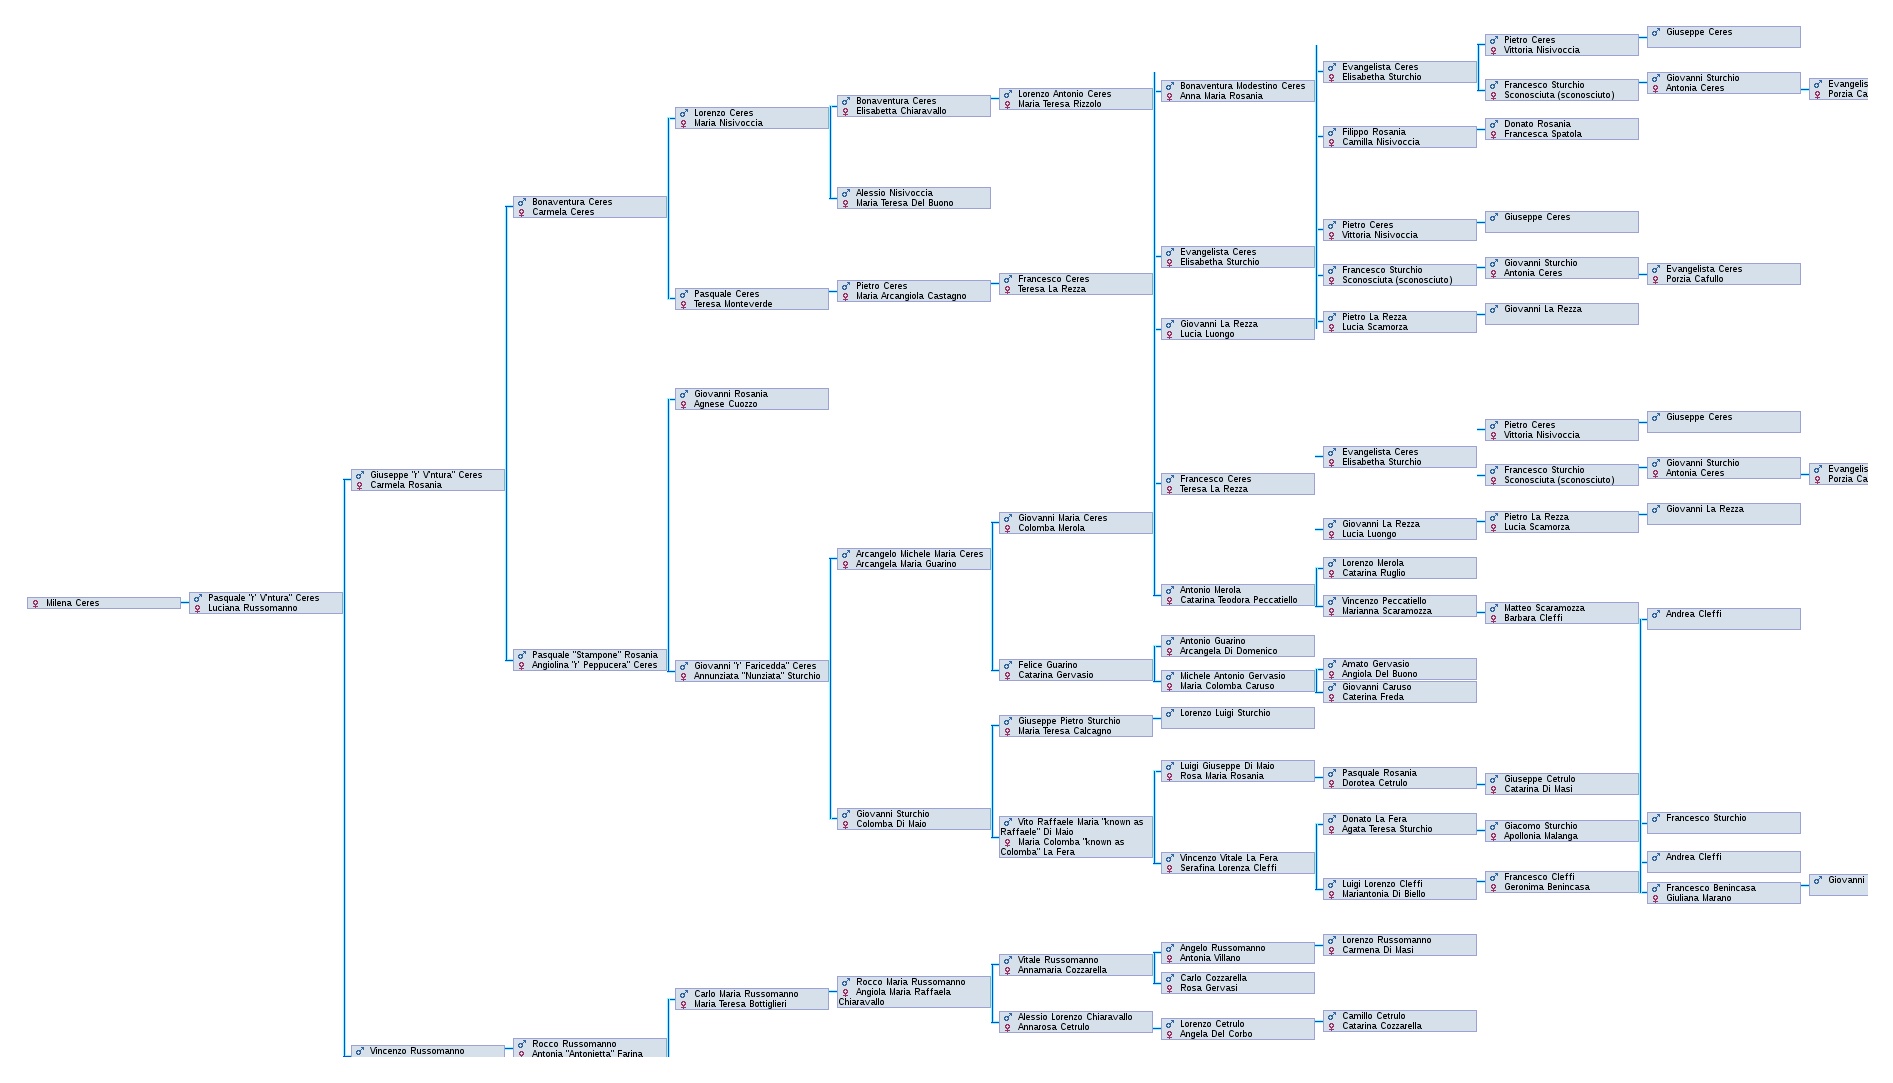 Milena Ceres
Pasquale "r' V'ntura" Ceres
Luciana Russomanno
Giuseppe "r' V'ntura" Ceres
Carmela Rosania
Vincenzo Russomanno
Bonaventura Ceres
Carmela Ceres
Pasquale "Stampone" Rosania
Angiolina "r' Peppucera" Ceres
Rocco Russomanno
Antonia "Antonietta" Farina
Lorenzo Ceres
Maria Nisivoccia
Pasquale Ceres
Teresa Monteverde
Giovanni Rosania
Agnese Cuozzo
Giovanni "r' Faricedda" Ceres
Annunziata "Nunziata" Sturchio
Carlo Maria Russomanno
Maria Teresa Bottiglieri
Bonaventura Ceres
Elisabetta Chiaravallo
Alessio Nisivoccia
Maria Teresa Del Buono
Pietro Ceres
Maria Arcangiola Castagno
Arcangelo Michele Maria Ceres
Arcangela Maria Guarino
Giovanni Sturchio
Colomba Di Maio
Rocco Maria Russomanno
Angiola Maria Raffaela
Chiaravallo
Lorenzo Antonio Ceres
Maria Teresa Rizzolo
Francesco Ceres
Teresa La Rezza
Giovanni Maria Ceres
Colomba Merola
Felice Guarino
Catarina Gervasio
Giuseppe Pietro Sturchio
Maria Teresa Calcagno
Vito Raffaele Maria "known as
Raffaele" Di Maio
Maria Colomba "known as
Colomba" La Fera
Vitale Russomanno
Annamaria Cozzarella
Alessio Lorenzo Chiaravallo
Annarosa Cetrulo
Bonaventura Modestino Ceres
Anna Maria Rosania
Evangelista Ceres
Elisabetha Sturchio
Giovanni La Rezza
Lucia Luongo
Francesco Ceres
Teresa La Rezza
Antonio Merola
Catarina Teodora Peccatiello
Antonio Guarino
Arcangela Di Domenico
Michele Antonio Gervasio
Maria Colomba Caruso
Lorenzo Luigi Sturchio
Luigi Giuseppe Di Maio
Rosa Maria Rosania
Vincenzo Vitale La Fera
Serafina Lorenza Cleffi
Angelo Russomanno
Antonia Villano
Carlo Cozzarella
Rosa Gervasi
Lorenzo Cetrulo
Angela Del Corbo
Evangelista Ceres
Elisabetha Sturchio
Filippo Rosania
Camilla Nisivoccia
Pietro Ceres
Vittoria Nisivoccia
Francesco Sturchio
Sconosciuta (sconosciuto)
Pietro La Rezza
Lucia Scamorza
Evangelista Ceres
Elisabetha Sturchio
Giovanni La Rezza
Lucia Luongo
Lorenzo Merola
Catarina Ruglio
Vincenzo Peccatiello
Marianna Scaramozza
Amato Gervasio
Angiola Del Buono
Giovanni Caruso
Caterina Freda
Pasquale Rosania
Dorotea Cetrulo
Donato La Fera
Agata Teresa Sturchio
Luigi Lorenzo Cleffi
Mariantonia Di Biello
Lorenzo Russomanno
Carmena Di Masi
Camillo Cetrulo
Catarina Cozzarella
Pietro Ceres
Vittoria Nisivoccia
Francesco Sturchio
Sconosciuta (sconosciuto)
Donato Rosania
Francesca Spatola
Giuseppe Ceres
Giovanni Sturchio
Antonia Ceres
Giovanni La Rezza
Pietro Ceres
Vittoria Nisivoccia
Francesco Sturchio
Sconosciuta (sconosciuto)
Pietro La Rezza
Lucia Scamorza
Matteo Scaramozza
Barbara Cleffi
Giuseppe Cetrulo
Catarina Di Masi
Giacomo Sturchio
Apollonia Malanga
Francesco Cleffi
Geronima Benincasa
Giuseppe Ceres
Giovanni Sturchio
Antonia Ceres
Evangelista Ceres
Porzia Cafullo
Giuseppe Ceres
Giovanni Sturchio
Antonia Ceres
Giovanni La Rezza
Andrea Cleffi
Francesco Sturchio
Andrea Cleffi
Francesco Benincasa
Giuliana Marano
Evangelis
Porzia Ca
Evangelis
Porzia Ca
Giovanni